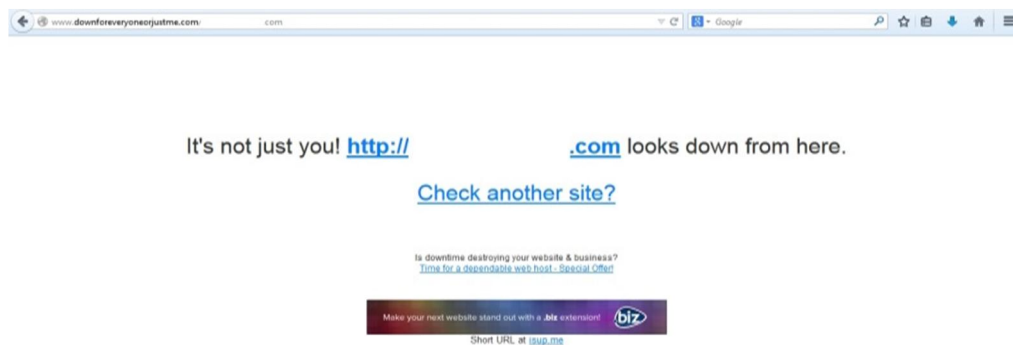 www.downforeveryoneorjustme.com/ com Google
It's not just you! http:// .com looks down from here.
Check another site?
Is downtime destroying your website & business?
Time for a dependable web host - Special Offer!
Make your next website stand out with a .biz extension! .biz
Short URL at isup.me